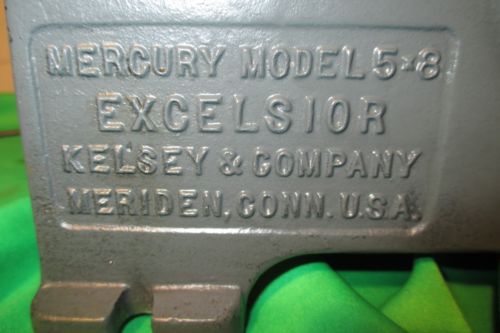 MERCURY MODEL 5×8
EXCELSIOR
KELSEY & COMPANY
MERIDEN, CONN. U.S.A.